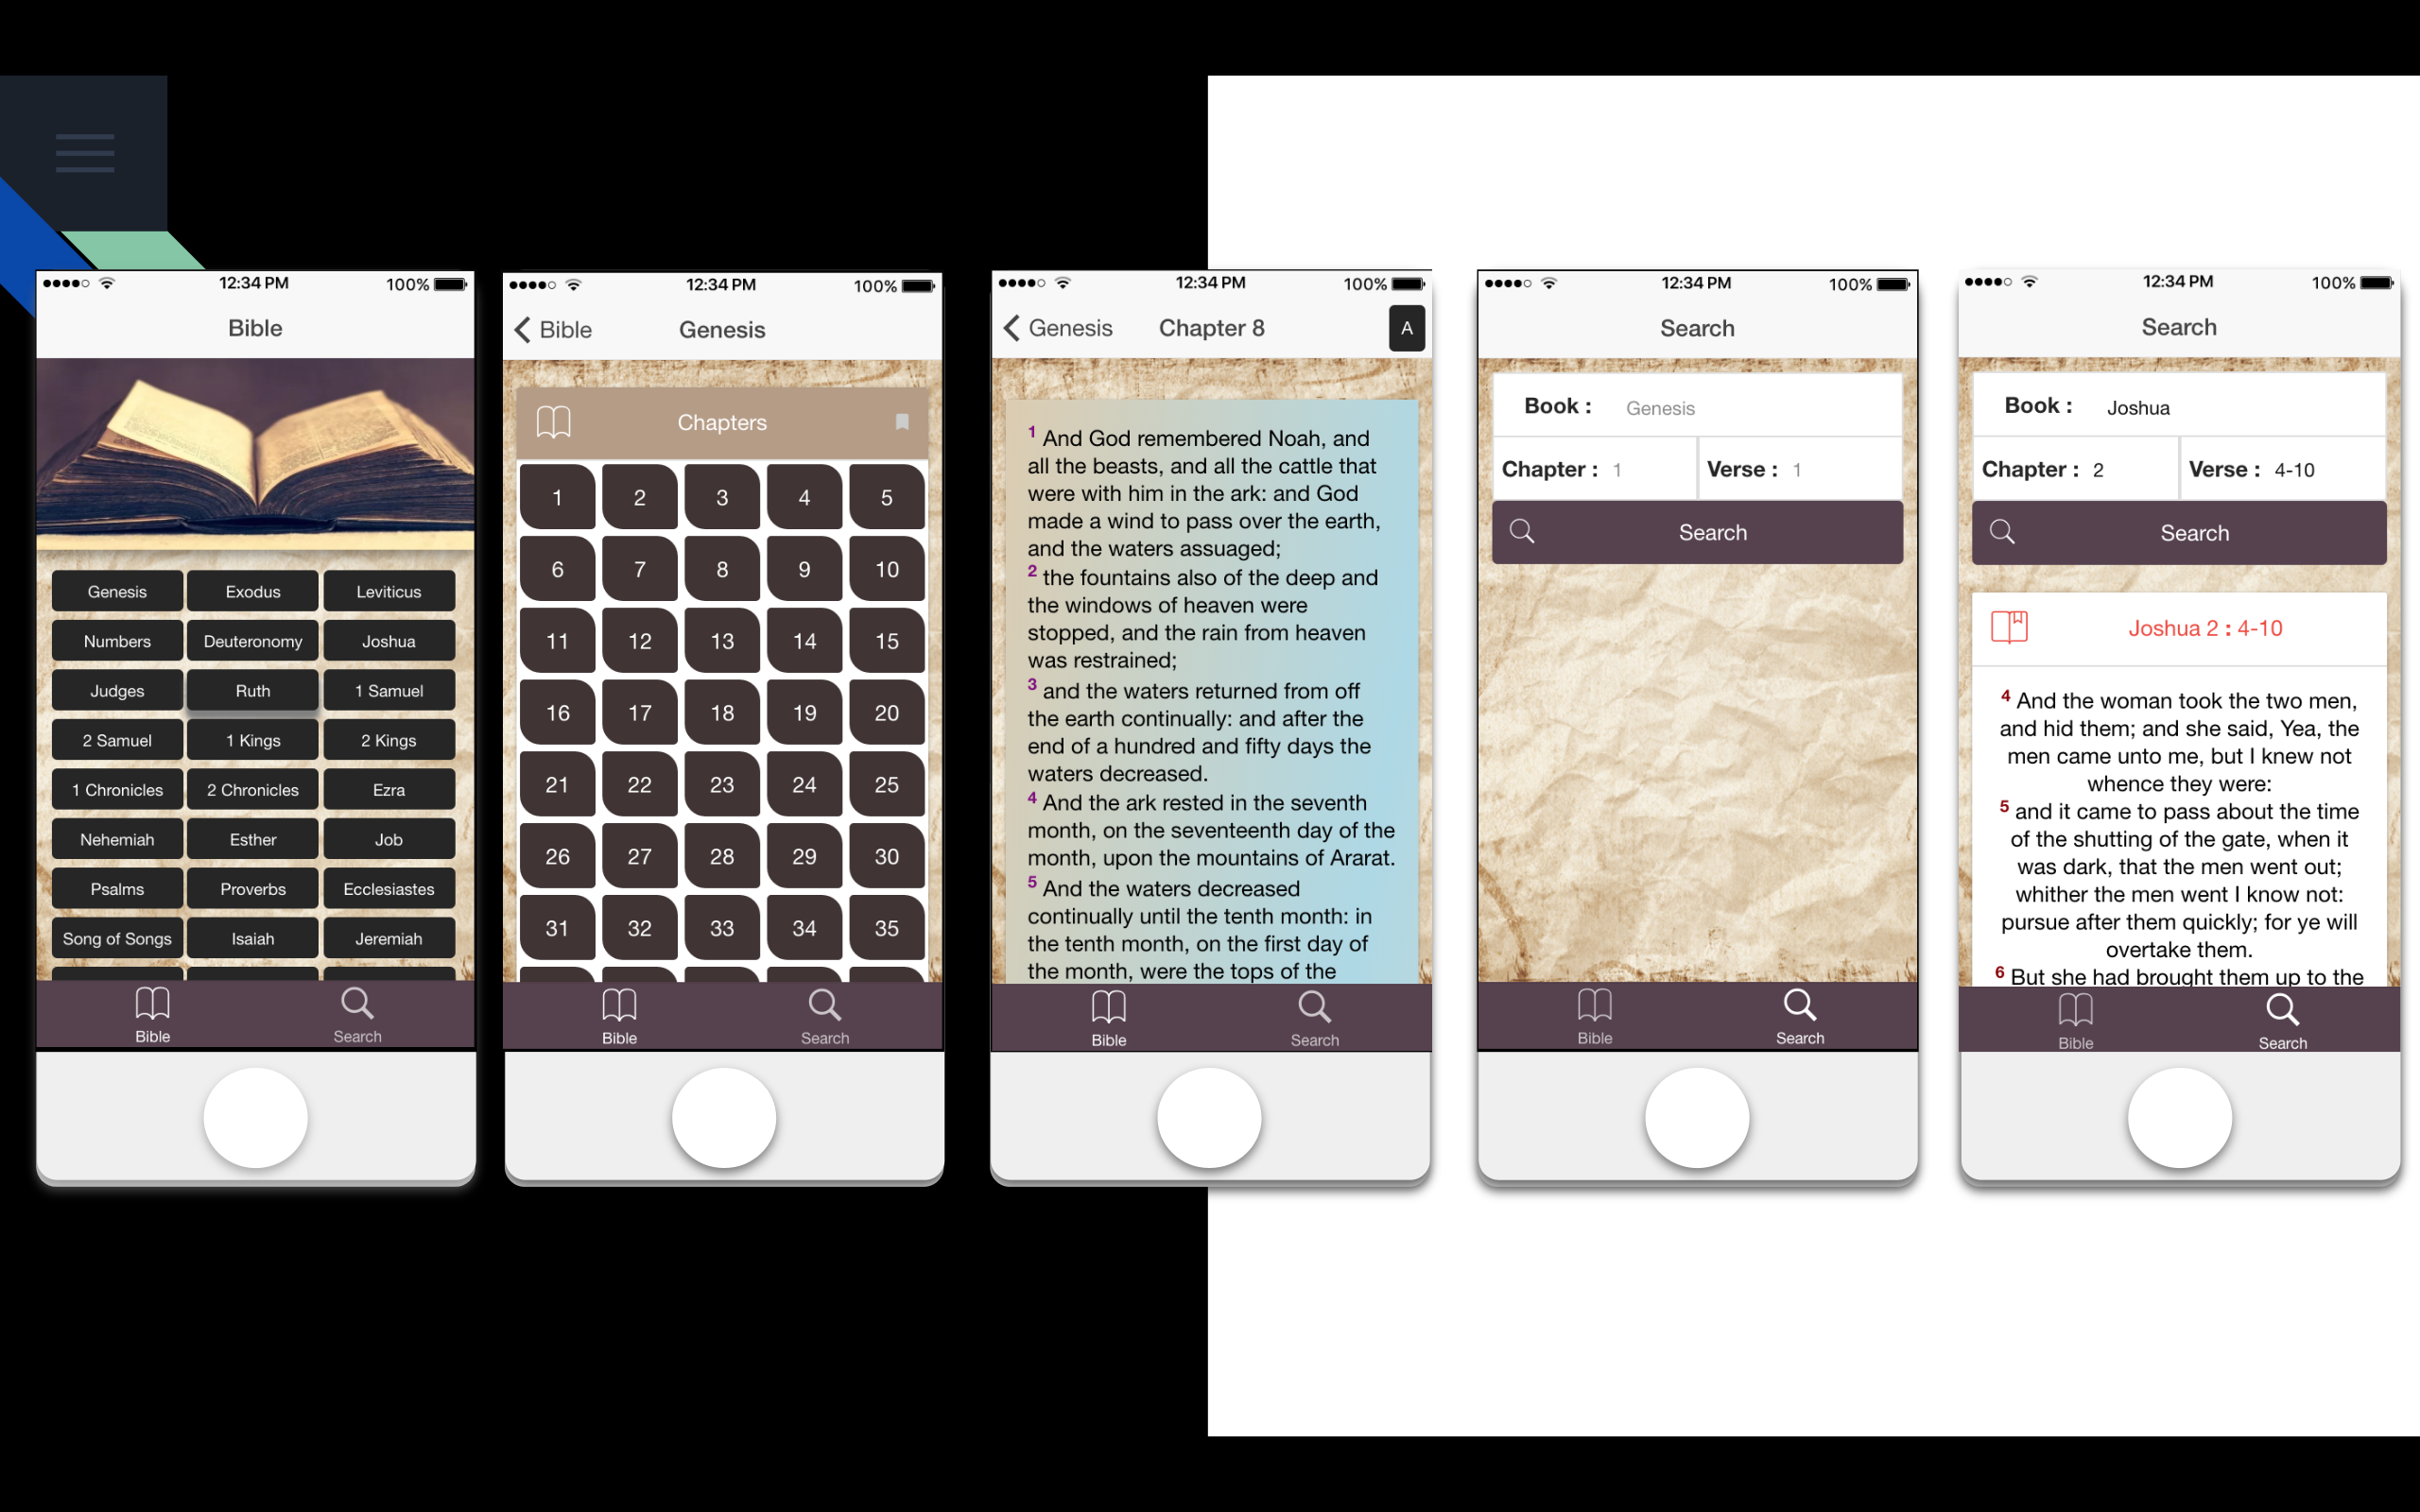 12:34 PM 100%
Bible
Genesis Exodus Leviticus
Numbers Deuteronomy Joshua
Judges Ruth 1 Samuel
2 Samuel 1 Kings 2 Kings
1 Chronicles 2 Chronicles Ezra
Nehemiah Esther Job
Psalms Proverbs Ecclesiastes
Song of Songs Isaiah Jeremiah
Bible Search
12:34 PM 100%
Bible Genesis
Chapters
1 2 3 4 5
6 7 8 9 10
11 12 13 14 15
16 17 18 19 20
21 22 23 24 25
26 27 28 29 30
31 32 33 34 35
Bible Search
12:34 PM 100%
Genesis Chapter 8 A
1 And God remembered Noah, and
all the beasts, and all the cattle that
were with him in the ark: and God
made a wind to pass over the earth,
and the waters assuaged;
2 the fountains also of the deep and
the windows of heaven were
stopped, and the rain from heaven
was restrained;
3 and the waters returned from off
the earth continually: and after the
end of a hundred and fifty days the
waters decreased.
4 And the ark rested in the seventh
month, on the seventeenth day of the
month, upon the mountains of Ararat.
5 And the waters decreased
continually until the tenth month: in
the tenth month, on the first day of
the month, were the tops of the
Bible Search
12:34 PM 100%
Search
Book : Genesis
Chapter : 1 Verse : 1
Search
Bible Search
12:34 PM 100%
Search
Book : Joshua
Chapter : 2 Verse : 4-10
Search
Joshua 2 : 4-10
4 And the woman took the two men,
and hid them; and she said, Yea, the
men came unto me, but I knew not
whence they were:
5 and it came to pass about the time
of the shutting of the gate, when it
was dark, that the men went out;
whither the men went I know not:
pursue after them quickly; for ye will
overtake them.
6 But she had brought them up to the
Bible Search